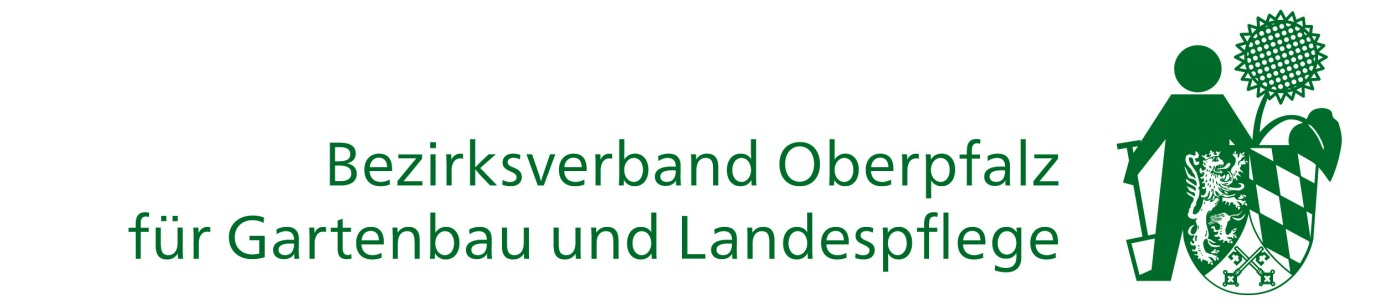 Bezirksverband Oberpfalz
für Gartenbau und Landespflege